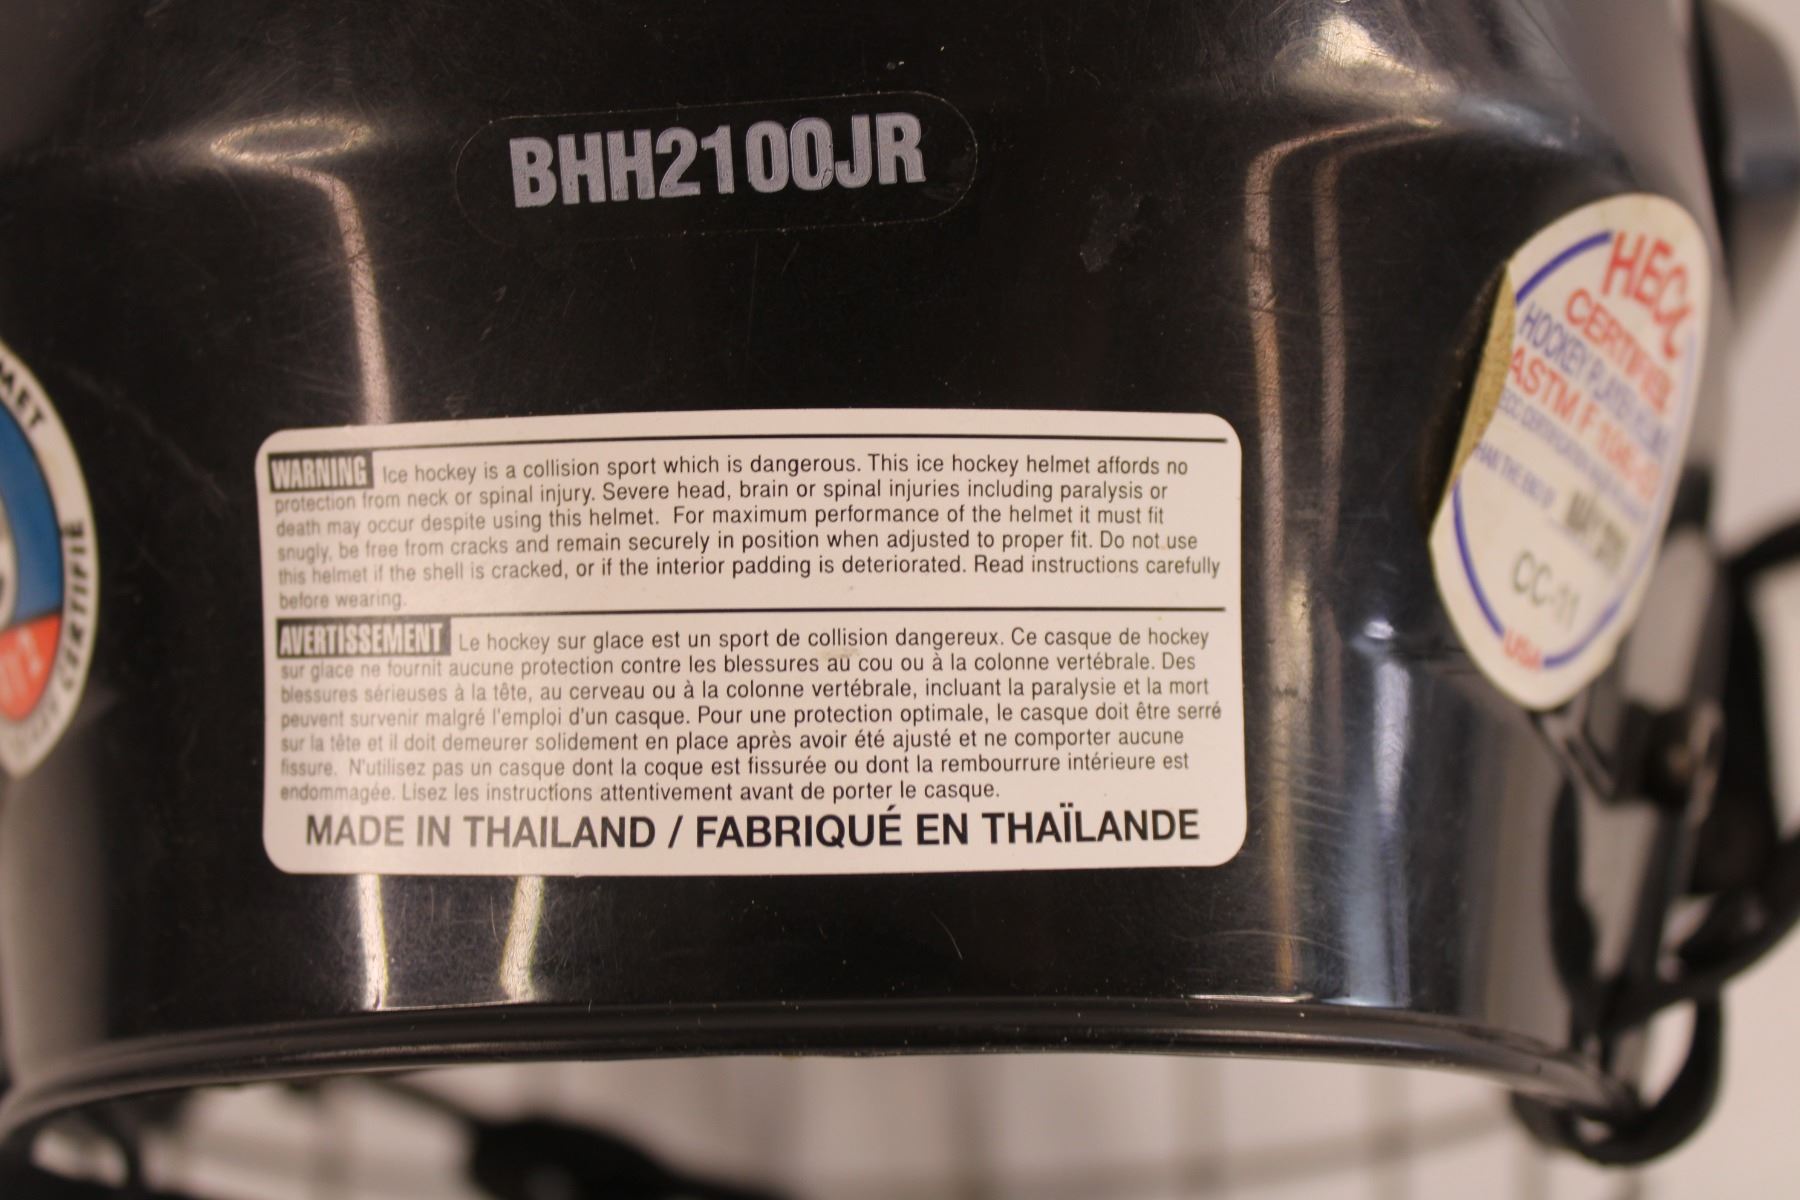 BHH2100JR
WARNING Ice hockey is a collision sport which is dangerous. This ice hockey helmet affords no
protection from neck or spinal injury. Severe head, brain or spinal injuries including paralysis or
death may occur despite using this helmet. For maximum performance of the helmet it must fit
snugly, be free from cracks and remain securely in position when adjusted to proper fit. Do not use
this helmet if the shell is cracked, or if the interior padding is deteriorated. Read instructions carefully
before wearing.
AVERTISSEMENT Le hockey sur glace est un sport de collision dangereux. Ce casque de hockey
sur glace ne fournit aucune protection contre les blessures au cou ou à la colonne vertébrale. Des
blessures sérieuses à la tête, au cerveau ou à la colonne vertébrale, incluant la paralysie et la mort
peuvent survenir malgré l'emploi d'un casque. Pour une protection optimale, le casque doit être serré
sur la tête et il doit demeurer solidement en place après avoir été ajusté et ne comporter aucune
fissure. N'utilisez pas un casque dont la coque est fissurée ou dont la rembourrure intérieure est
endommagée. Lisez les instructions attentivement avant de porter le casque.
MADE IN THAILAND / FABRIQUÉ EN THAÏLANDE
HECC
CERTIFIED
HOCKEY PLAYER HELMET
ASTM F
THAN THE END OF MAY
CC-11
USA
CERTIFIÉ